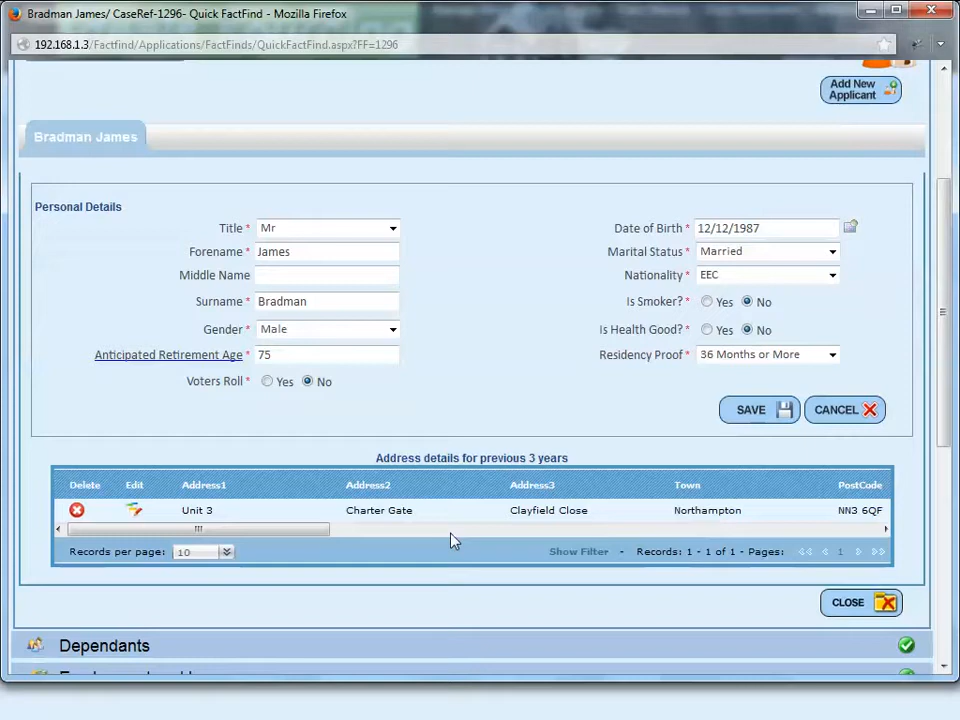 Bradman James/ CaseRef-1296- Quick FactFind - Mozilla Firefox
192.168.1.3/Factfind/Applications/FactFinds/QuickFactFind.aspx?FF=1296
Add New
Applicant
Bradman James
Personal Details
Title * Mr
Date of Birth * 12/12/1987
Forename * James
Marital Status * Married
Middle Name
Nationality * EEC
Surname * Bradman
Is Smoker? * Yes No
Gender * Male
Is Health Good? * Yes No
Anticipated Retirement Age * 75
Residency Proof * 36 Months or More
Voters Roll * Yes No
SAVE CANCEL
Address details for previous 3 years
Delete Edit Address1 Address2 Address3 Town PostCode
Unit 3 Charter Gate Clayfield Close Northampton NN3 6QF
Records per page: 10 Show Filter - Records: 1 - 1 of 1 - Pages: 1
CLOSE
Dependants